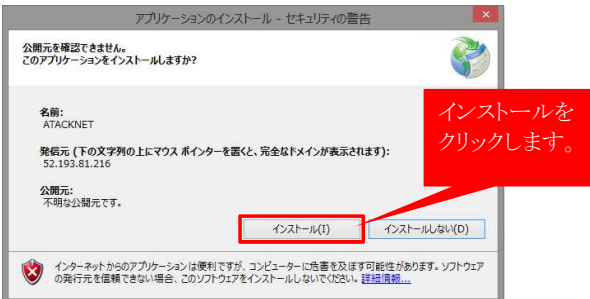 アプリケーションのインストール - セキュリティの警告
公開元を確認できません。
このアプリケーションをインストールしますか?
名前:
ATACKNET
発信元 (下の文字列の上にマウス ポインターを置くと、完全なドメインが表示されます):
52.193.81.216
公開元:
不明な公開元です。
インストールを
クリックします。
インストール(I)
インストールしない(D)
インターネットからのアプリケーションは便利ですが、コンピューターに危害を及ぼす可能性があります。ソフトウェア
の発行元を信頼できない場合、このソフトウェアをインストールしないでください。詳細情報...